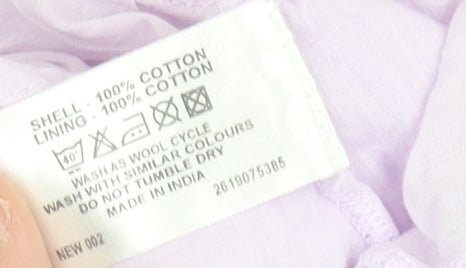 SHELL - 100% COTTON
LINING - 100% COTTON
40°
WASH AS WOOL CYCLE
WASH WITH SIMILAR COLOURS
DO NOT TUMBLE DRY
MADE IN INDIA
2619075385
NEW 002